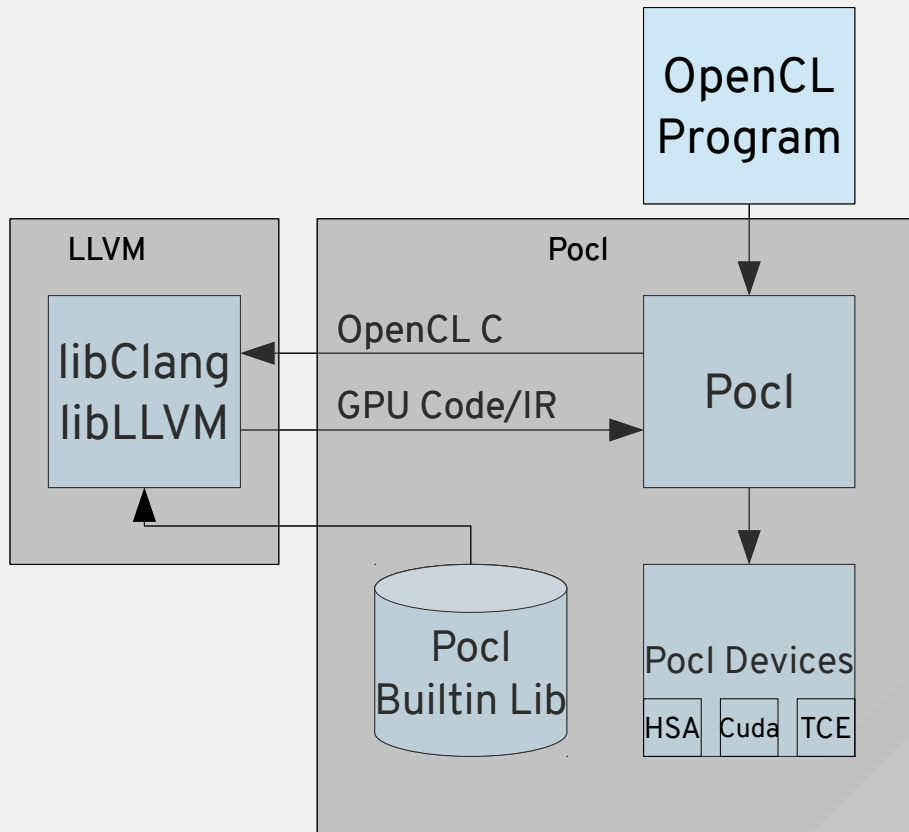 OpenCL
Program
LLVM
Pocl
libClang
libLLVM
OpenCL C
GPU Code/IR
Pocl
Pocl
Builtin Lib
Pocl Devices
HSA
Cuda
TCE